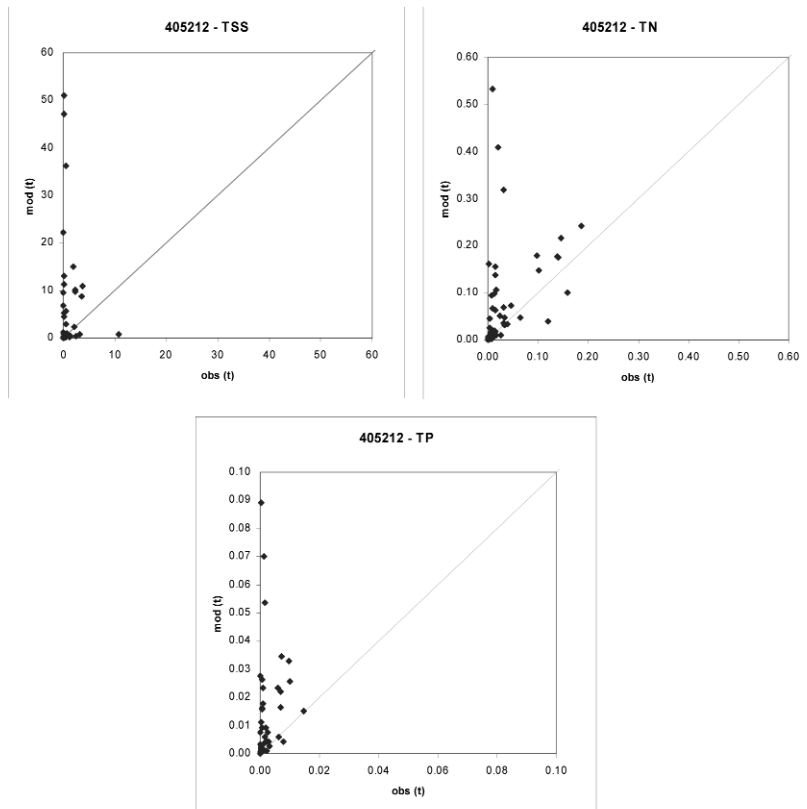 405212 - TSS
60
50
40
30
20
10
0
mod (t)
0 10 20 30 40 50 60
obs (t)
405212 - TN
0.60
0.50
0.40
0.30
0.20
0.10
0.00
mod (t)
0.00 0.10 0.20 0.30 0.40 0.50 0.60
obs (t)
405212 - TP
0.10
0.09
0.08
0.07
0.06
0.05
0.04
0.03
0.02
0.01
0.00
mod (t)
0.00 0.02 0.04 0.06 0.08 0.10
obs (t)